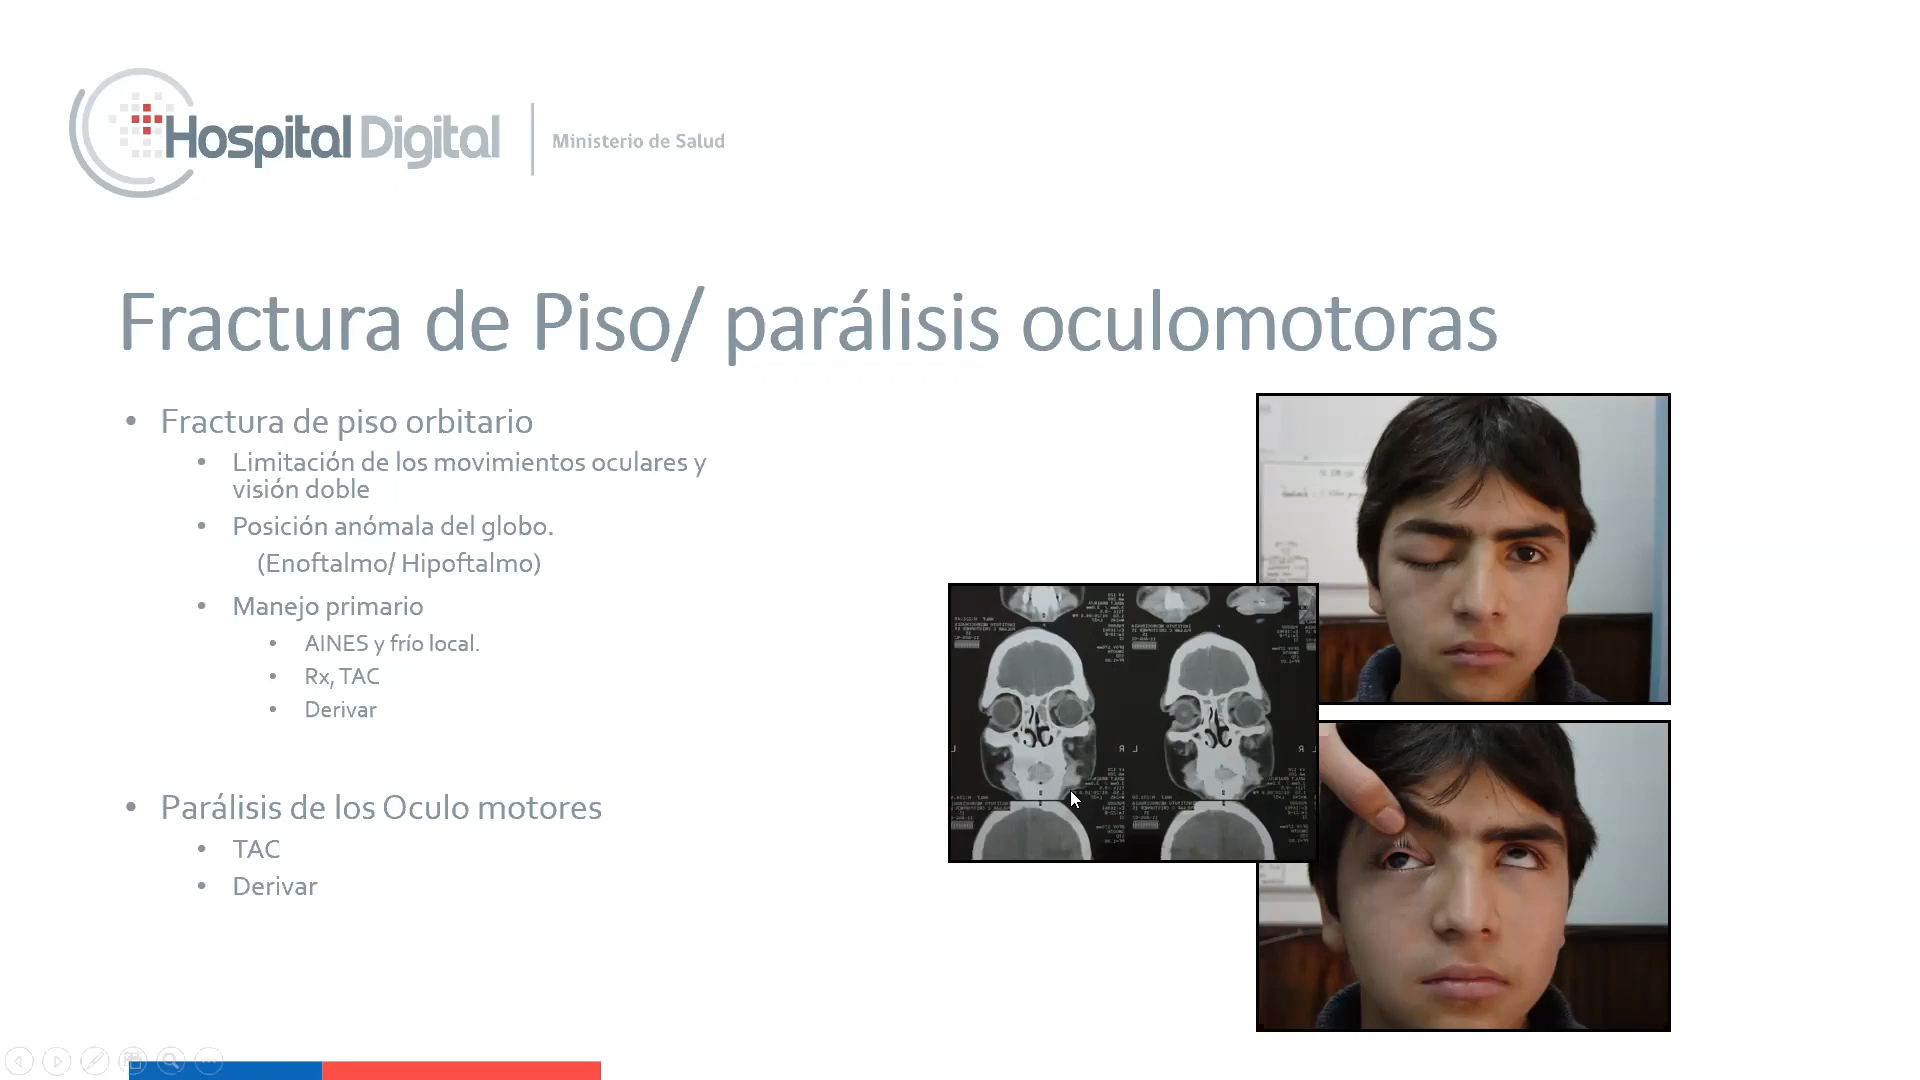 Hospital Digital
Ministerio de Salud
Fractura de Piso/ parálisis oculomotoras
• Fractura de piso orbitario
• Limitación de los movimientos oculares y
visión doble
• Posición anómala del globo.
(Enoftalmo/ Hipoftalmo)
• Manejo primario
• AINES y frío local.
• Rx, TAC
• Derivar
• Parálisis de los Oculo motores
• TAC
• Derivar